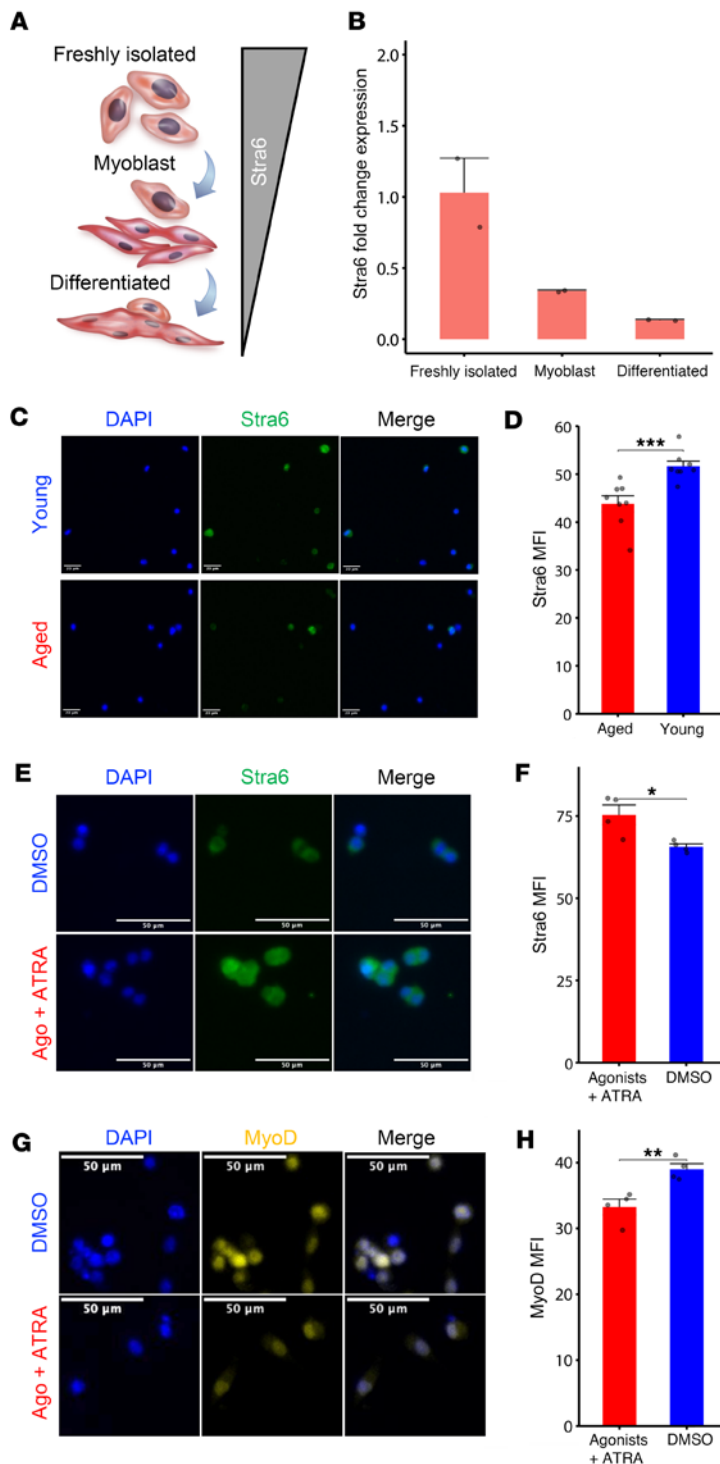 A
Freshly isolated
Myoblast
Differentiated
Stra6
B
Stra6 fold change expression
2.0
1.5
1.0
0.5
0.0
Freshly isolated
Myoblast
Differentiated
C
DAPI
Stra6
Merge
Young
Aged
D
***
Stra6 MFI
60
50
40
30
20
10
0
Aged
Young
E
DAPI
Stra6
Merge
DMSO
50 µm
50 µm
50 µm
Ago + ATRA
50 µm
50 µm
50 µm
F
*
Stra6 MFI
75
50
25
0
Agonists
+ ATRA
DMSO
G
DAPI
MyoD
Merge
DMSO
50 µm
50 µm
50 µm
Ago + ATRA
50 µm
50 µm
50 µm
H
**
MyoD MFI
40
30
20
10
0
Agonists
+ ATRA
DMSO